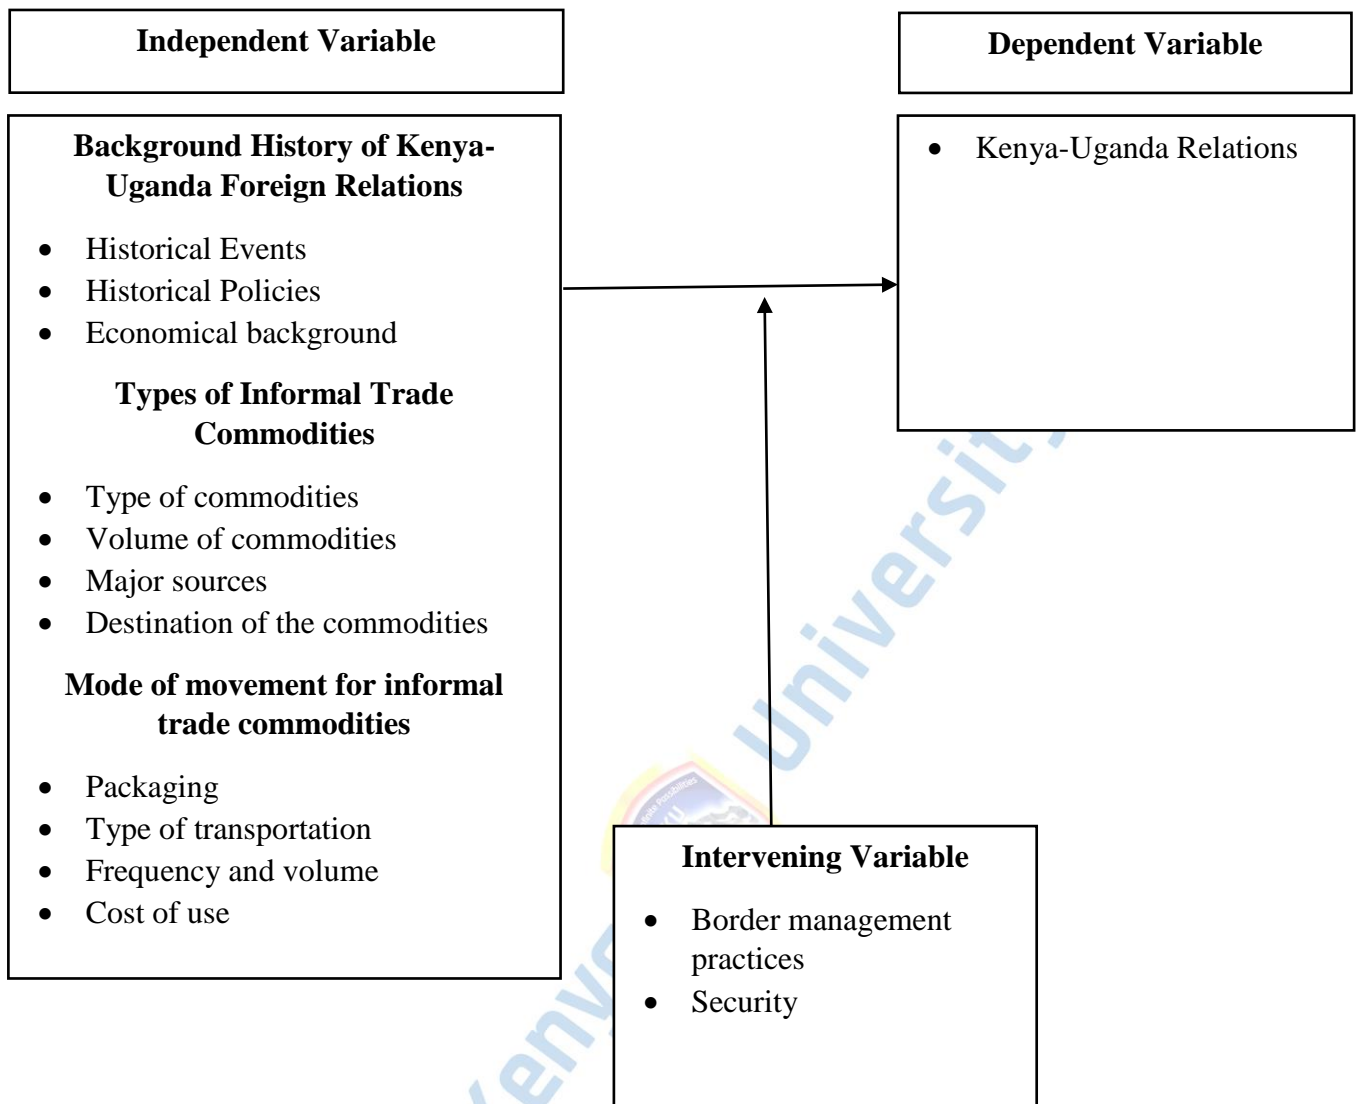 Independent Variable
Dependent Variable
Background History of Kenya-
Uganda Foreign Relations
• Historical Events
• Historical Policies
• Economical background
Types of Informal Trade
Commodities
• Type of commodities
• Volume of commodities
• Major sources
• Destination of the commodities
Mode of movement for informal
trade commodities
• Packaging
• Type of transportation
• Frequency and volume
• Cost of use
• Kenya-Uganda Relations
Intervening Variable
• Border management
practices
• Security
University